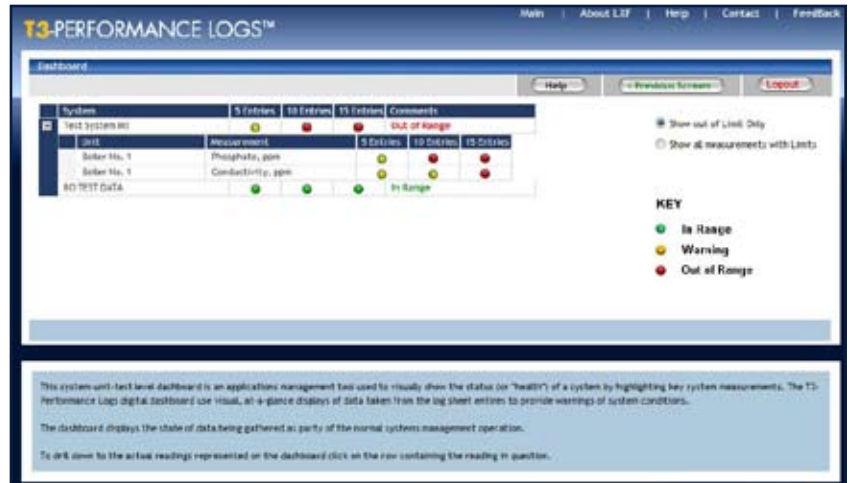 Main | About LXF | Help | Contact | Feedback
T3-PERFORMANCE LOGS™
Dashboard
Help < Previous Screen Logout
System 5 Entries 10 Entries 15 Entries Comments
Test System MI Out of Range
Unit Measurement 5 Entries 10 Entries 15 Entries
Boiler No. 1 Phosphate, ppm
Boiler No. 1 Conductivity, ppm
RO TEST DATA In Range
Show out of Limit Only
Show all measurements with Limits
KEY
In Range
Warning
Out of Range
This system-unit-test level dashboard is an applications management tool used to visually show the status (or "health") of a system by highlighting key system measurements. The T3-
Performance Logs digital dashboard use visual, at-a-glance displays of data taken from the log sheet entires to provide warnings of system conditions.
The dashboard displays the state of data being gathered as party of the normal systems management operation.
To drill down to the actual readings represented on the dashboard click on the row containing the reading in question.